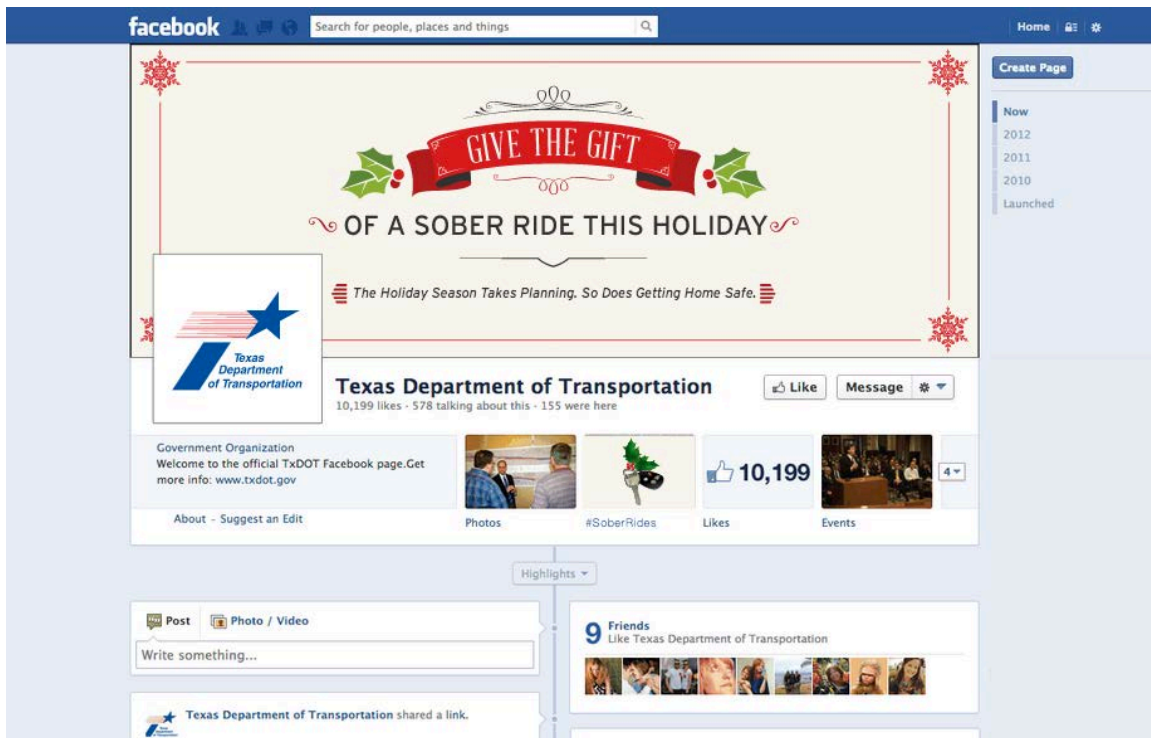 facebook
Search for people, places and things
Home
Create Page
Now
2012
2011
2010
Launched
GIVE THE GIFT
OF A SOBER RIDE THIS HOLIDAY
The Holiday Season Takes Planning. So Does Getting Home Safe.
Texas
Department
of Transportation
Texas Department of Transportation
10,199 likes · 578 talking about this · 155 were here
Like
Message
Government Organization
Welcome to the official TxDOT Facebook page.Get
more info: www.txdot.gov
About – Suggest an Edit
Photos
#SoberRides
10,199
Likes
Events
4
Highlights
Post
Photo / Video
Write something...
9 Friends
Like Texas Department of Transportation
Texas Department of Transportation shared a link.